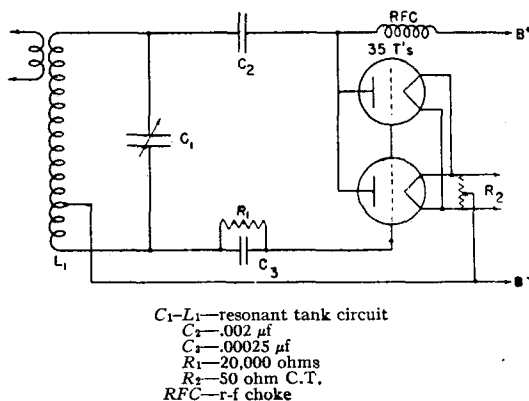 RFC
B⁺
35 T's
C₂
C₁
R₁
R₂
L₁
C₃
B⁻
C₁-L₁—resonant tank circuit
C₂—.002 μf
C₃—.00025 μf
R₁—20,000 ohms
R₂—50 ohm C.T.
RFC—r-f choke